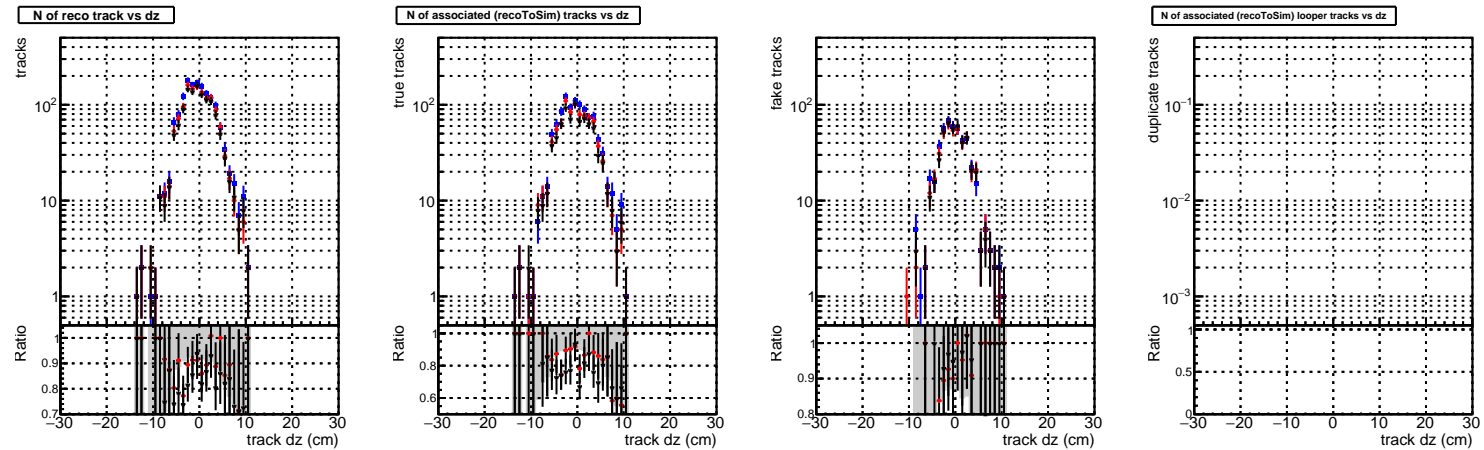 N of reco track vs dz
tracks
10²
10
1
Ratio
1
0.9
0.8
0.7
−30 −20 −10 0 10 20 30
track dz (cm)
N of associated (recoToSim) tracks vs dz
true tracks
10²
10
1
Ratio
1
0.8
0.6
−30 −20 −10 0 10 20 30
track dz (cm)
fake tracks
10²
10
1
Ratio
1
0.9
0.8
−30 −20 −10 0 10 20 30
track dz (cm)
N of associated (recoToSim) looper tracks vs dz
duplicate tracks
10⁻¹
10⁻²
10⁻³
Ratio
1
0.5
0
−30 −20 −10 0 10 20 30
track dz (cm)